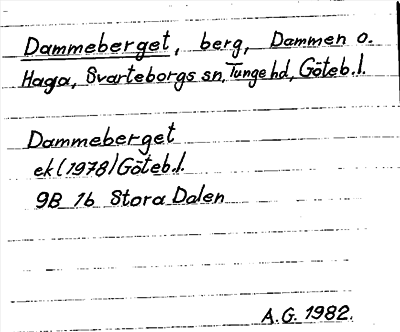 Dammeberget, berg, Dammen o.
Haga, Svarteborgs sn, Tunge hd, Göteb.l.
Dammeberget
ek (1978) Göteb.l.
9B 1b Stora Dalen
A.G. 1982.